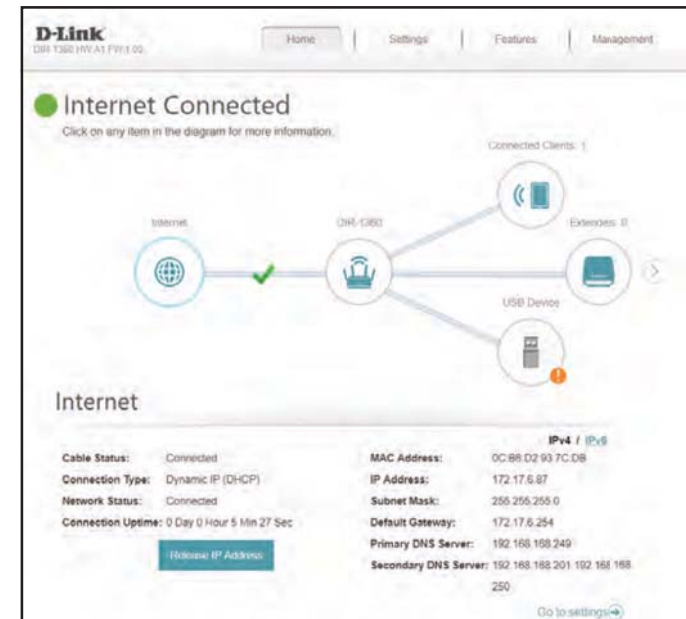 D-Link
DIR-1360 HW:A1 FW:1.00
Home | Settings | Features | Management
Internet Connected
Click on any item in the diagram for more information.
Connected Clients: 1
Internet
DIR-1360
Extenders: 0
USB Device
Internet
IPv4 / IPv6
Cable Status: Connected
MAC Address: 0C:B6:D2:93:7C:DB
Connection Type: Dynamic IP (DHCP)
IP Address: 172.17.6.87
Network Status: Connected
Subnet Mask: 255.255.255.0
Connection Uptime: 0 Day 0 Hour 5 Min 27 Sec
Default Gateway: 172.17.6.254
Release IP Address
Primary DNS Server: 192.168.168.249
Secondary DNS Server: 192.168.168.201 192.168.168.
250
Go to settings